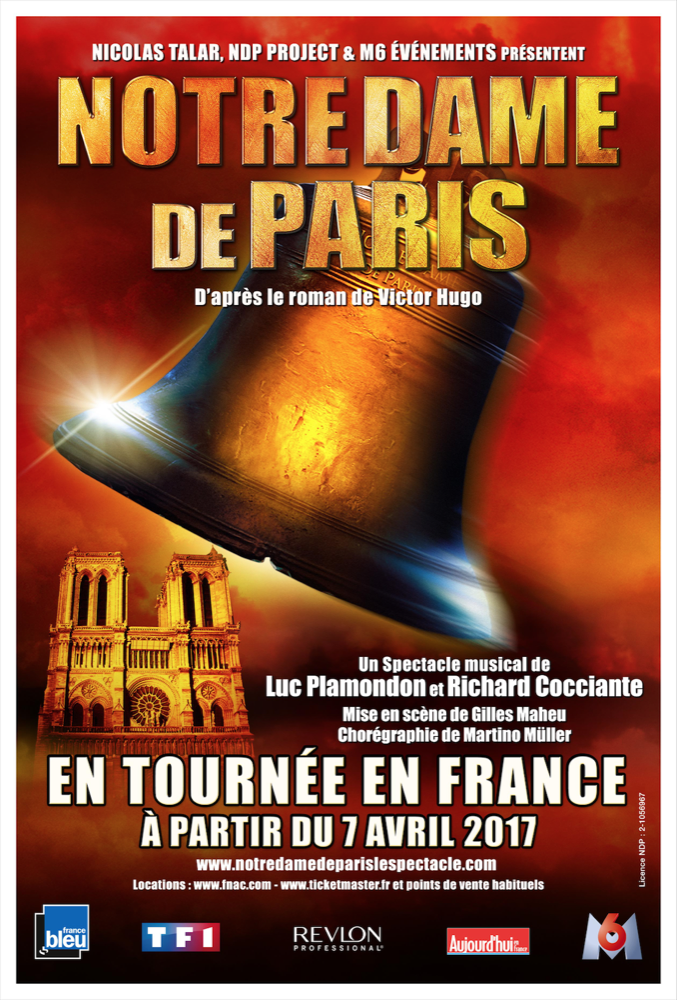 NICOLAS TALAR, NDP PROJECT & M6 ÉVÉNEMENTS PRÉSENTENT
NOTRE DAME
DE PARIS
D'après le roman de Victor Hugo
Un Spectacle musical de
Luc Plamondon et Richard Cocciante
Mise en scène de Gilles Maheu
Chorégraphie de Martino Müller
EN TOURNÉE EN FRANCE
À PARTIR DU 7 AVRIL 2017
www.notredamedeparislespectacle.com
Locations : www.fnac.com - www.ticketmaster.fr et points de vente habituels
Licence NDP : 2-1056967
france
bleu
TF1
REVLON
PROFESSIONAL
Aujourd'hui en France
M6